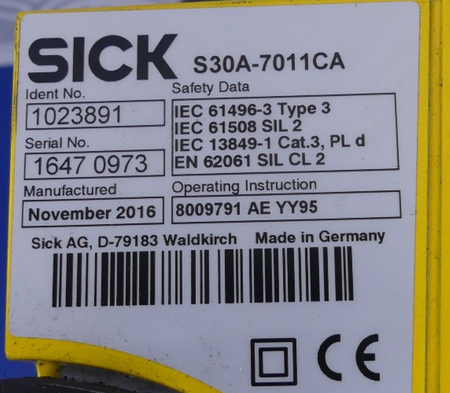 SICK S30A-7011CA
Ident No. Safety Data
1023891
IEC 61496-3 Type 3
IEC 61508 SIL 2
IEC 13849-1 Cat.3, PL d
EN 62061 SIL CL 2
Serial No.
1647 0973
Manufactured Operating Instruction
November 2016 8009791 AE YY95
Sick AG, D-79183 Waldkirch Made in Germany
CE